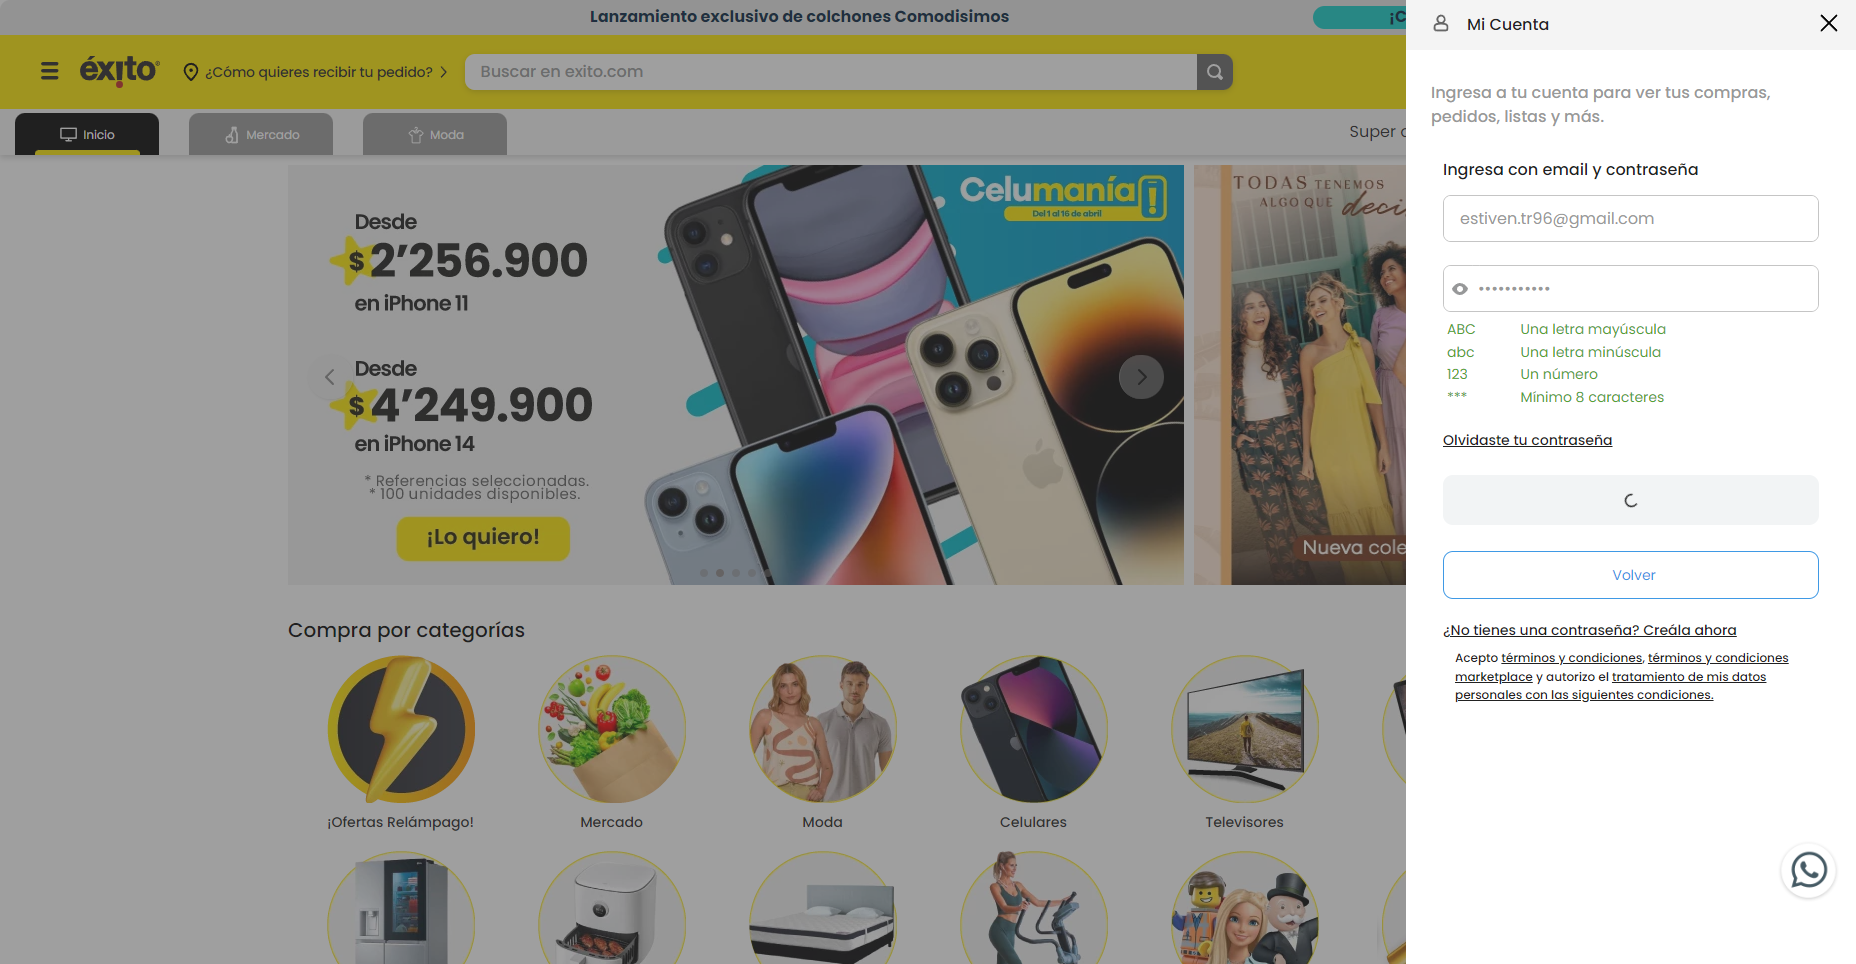 Lanzamiento exclusivo de colchones Comodisimos
¡C
éxito
¿Cómo quieres recibir tu pedido?
Buscar en exito.com
Inicio
Mercado
Moda
Super
Desde
$2'256.900
en iPhone 11
Desde
$4'249.900
en iPhone 14
* Referencias seleccionadas.
* 100 unidades disponibles.
¡Lo quiero!
Celumanía
Del 1 al 16 de abril
TODAS TENEMOS
ALGO QUE deci
Nueva cole
Compra por categorías
¡Ofertas Relámpago!
Mercado
Moda
Celulares
Televisores
Mi Cuenta
Ingresa a tu cuenta para ver tus compras,
pedidos, listas y más.
Ingresa con email y contraseña
estiven.tr96@gmail.com
•••••••••••
ABC Una letra mayúscula
abc Una letra minúscula
123 Un número
*** Mínimo 8 caracteres
Olvidaste tu contraseña
Volver
¿No tienes una contraseña? Creála ahora
Acepto términos y condiciones, términos y condiciones
marketplace y autorizo el tratamiento de mis datos
personales con las siguientes condiciones.